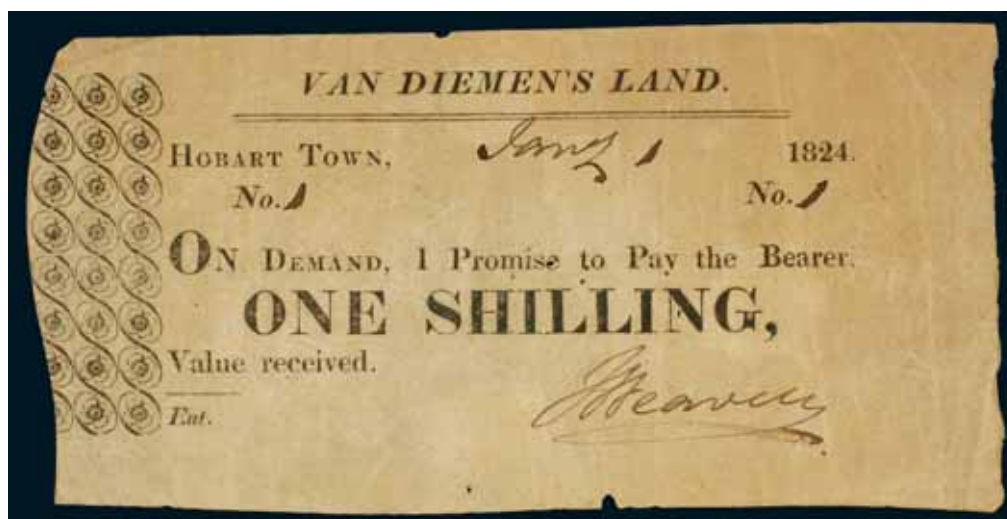 VAN DIEMEN'S LAND.
HOBART TOWN, Jany 1 1824.
No. 1 No. 1
ON DEMAND, I Promise to Pay the Bearer.
ONE SHILLING,
Value received.
Ent.